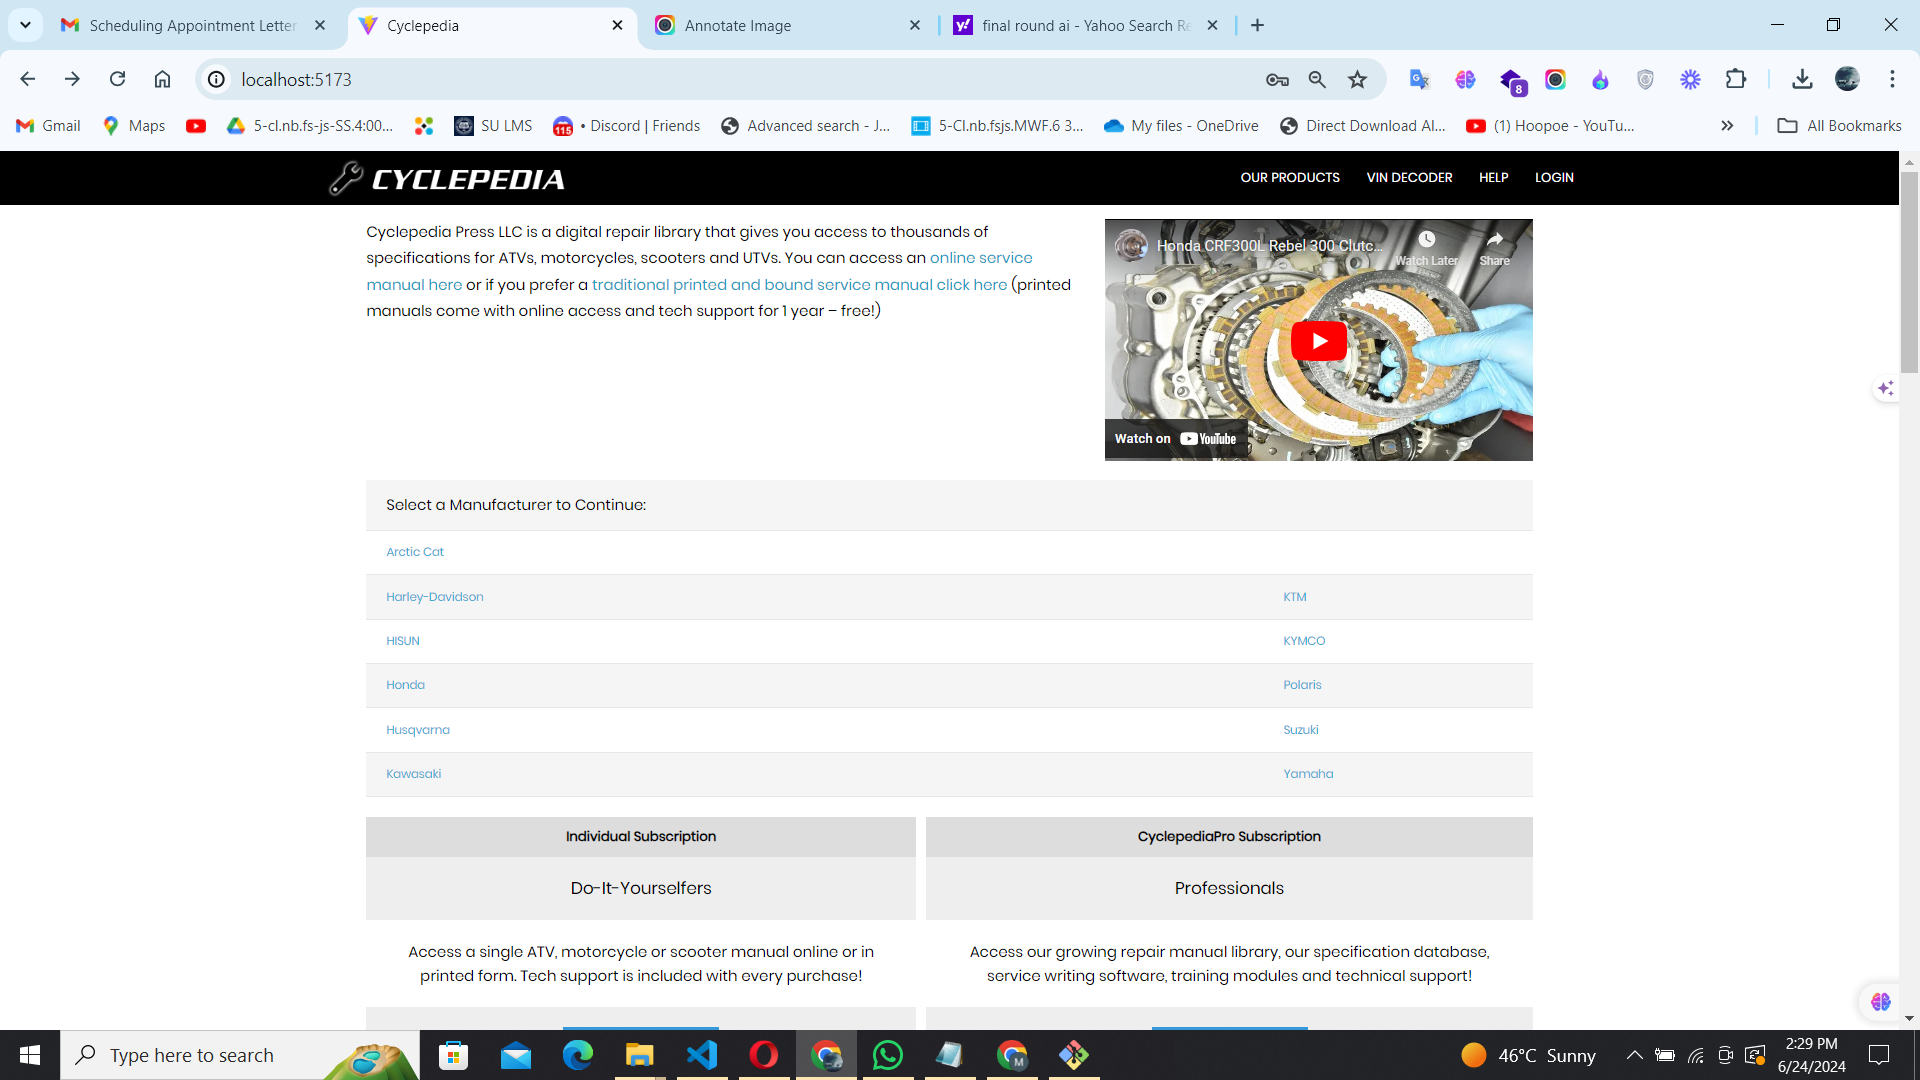 Scheduling Appointment Letter
Cyclepedia
Annotate Image
final round ai - Yahoo Search Re
localhost:5173
8
Gmail
Maps
5-cl.nb.fs-js-SS.4:00...
SU LMS
115
• Discord | Friends
Advanced search - J...
5-Cl.nb.fsjs.MWF.6 3...
My files - OneDrive
Direct Download Al...
(1) Hoopoe - YouTu...
All Bookmarks
CYCLEPEDIA
OUR PRODUCTS
VIN DECODER
HELP
LOGIN
Cyclepedia Press LLC is a digital repair library that gives you access to thousands of
specifications for ATVs, motorcycles, scooters and UTVs. You can access an online service
manual here or if you prefer a traditional printed and bound service manual click here (printed
manuals come with online access and tech support for 1 year – free!)
Honda CRF300L Rebel 300 Clutc...
Watch Later
Share
Watch on YouTube
Select a Manufacturer to Continue:
Arctic Cat
Harley-Davidson
KTM
HISUN
KYMCO
Honda
Polaris
Husqvarna
Suzuki
Kawasaki
Yamaha
Individual Subscription
Do-It-Yourselfers
Access a single ATV, motorcycle or scooter manual online or in
printed form. Tech support is included with every purchase!
CyclepediaPro Subscription
Professionals
Access our growing repair manual library, our specification database,
service writing software, training modules and technical support!
Type here to search
M
46°C Sunny
2:29 PM
6/24/2024